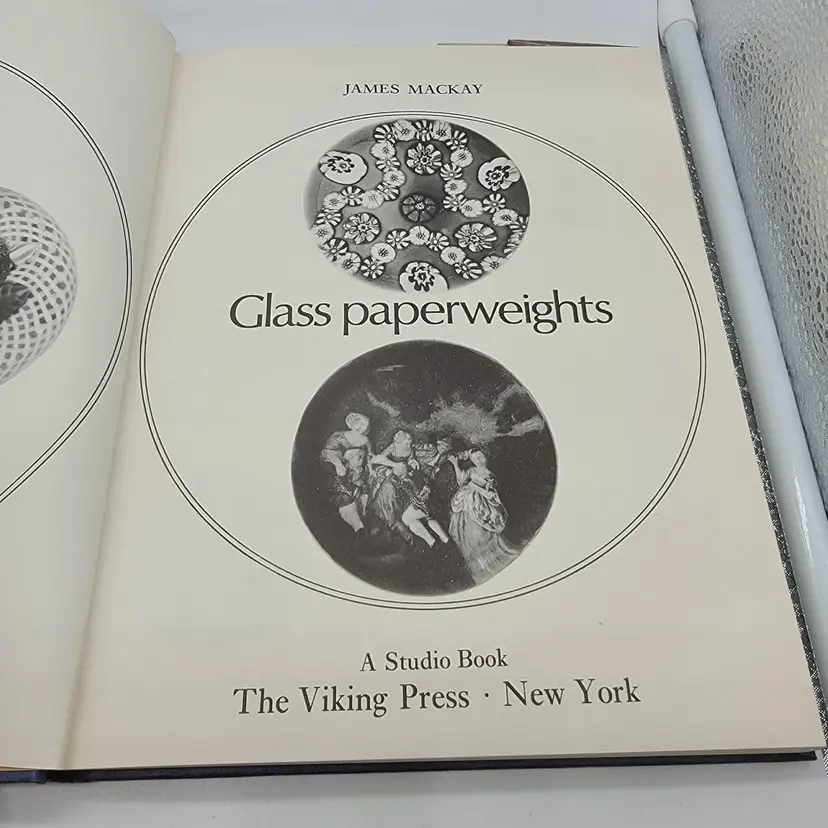 JAMES MACKAY
Glass paperweights
A Studio Book
The Viking Press · New York